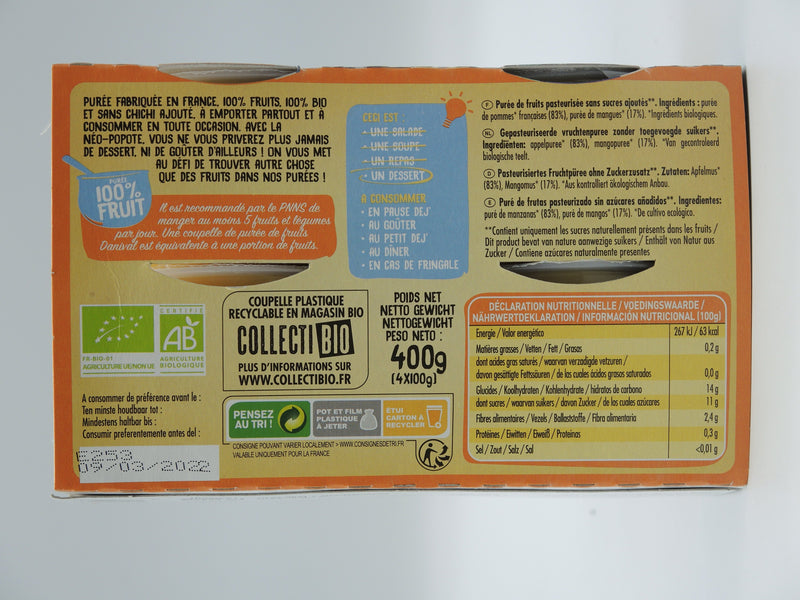 PURÉE FABRIQUÉE EN FRANCE, 100% FRUITS, 100% BIO
ET SANS CHICHI AJOUTÉ, À EMPORTER PARTOUT ET À
CONSOMMER EN TOUTE OCCASION. AVEC LA
NÉO-POPOTE, VOUS NE VOUS PRIVEREZ PLUS JAMAIS
DE DESSERT, NI DE GOÛTER D'AILLEURS ! ON VOUS MET
AU DÉFI DE TROUVER AUTRE CHOSE
QUE DES FRUITS DANS NOS PURÉES !
PURÉE
100%
FRUIT
Il est recommandé par le PNNS de
manger au moins 5 fruits et légumes
par jour. Une coupelle de purée de fruits
Danival est équivalente à une portion de fruits.
CECI EST :
- UNE SALADE
- UNE SOUPE
- UN REPAS
- UN DESSERT
À CONSOMMER
- EN PAUSE DEJ'
- AU GOÛTER
- AU PETIT DEJ'
- AU DÎNER
- EN CAS DE FRINGALE
F Purée de fruits pasteurisée sans sucres ajoutés**. Ingrédients : purée
de pommes* françaises (83%), purée de mangues* (17%). *Ingrédients biologiques.
NL Gepasteuriseerde vruchtenpuree zonder toegevoegde suikers**.
Ingrediënten: appelpuree* (83%), mangopuree* (17%). *Van gecontroleerd
biologische teelt.
D Pasteurisiertes Fruchtpüree ohne Zuckerzusatz**. Zutaten: Apfelmus*
(83%), Mangomus* (17%). *Aus kontrolliert ökologischem Anbau.
E Puré de frutas pasteurizado sin azúcares añadidos**. Ingredientes:
puré de manzanas* (83%), puré de mangos* (17%). *De cultivo ecológico.
**Contient uniquement les sucres naturellement présents dans les fruits /
Dit product bevat van nature aanwezige suikers / Enthält von Natur aus
Zucker / Contiene azúcares naturalmente presentes
FR-BIO-01
AGRICULTURE UE/NON UE
CERTIFIÉ
AB
AGRICULTURE
BIOLOGIQUE
COUPELLE PLASTIQUE
RECYCLABLE EN MAGASIN BIO
COLLECTI BIO
PLUS D'INFORMATIONS SUR
WWW.COLLECTIBIO.FR
POIDS NET
NETTO GEWICHT
NETTOGEWICHT
PESO NETO :
400g
(4X100g)
DÉCLARATION NUTRITIONNELLE / VOEDINGSWAARDE /
NÄHRWERTDEKLARATION / INFORMACIÓN NUTRICIONAL (100g)
Energie / Valor energético 267 kJ / 63 kcal
Matières grasses / Vetten / Fett / Grasas 0,2 g
dont acides gras saturés / waarvan verzadigde vetzuren /
davon gesättigte Fettsäuren / de las cuales ácidos grasos saturados 0,0 g
Glucides / Koolhydraten / Kohlenhydrate / hidratos de carbono 14 g
dont sucres / waarvan suikers / davon Zucker / de los cuales azúcares 11 g
Fibres alimentaires / Vezels / Ballaststoffe / Fibra alimentaria 2,4 g
Protéines / Eiwitten / Eiweiß / Proteínas 0,3 g
Sel / Zout / Salz / Sal <0,01 g
A consommer de préférence avant le :
Ten minste houdbaar tot :
Mindestens haltbar bis :
Consumir preferentemente antes del :
E253
09/03/2022
PENSEZ
AU TRI !
POT ET FILM
PLASTIQUE
À JETER
ÉTUI
CARTON À
RECYCLER
CONSIGNE POUVANT VARIER LOCALEMENT > WWW.CONSIGNESDETRI.FR
VALABLE UNIQUEMENT POUR LA FRANCE